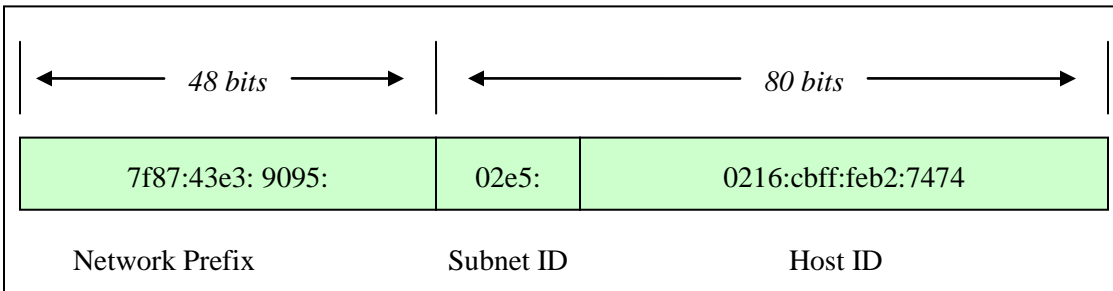 48 bits 80 bits
7f87:43e3: 9095: 02e5: 0216:cbff:feb2:7474
Network Prefix Subnet ID Host ID